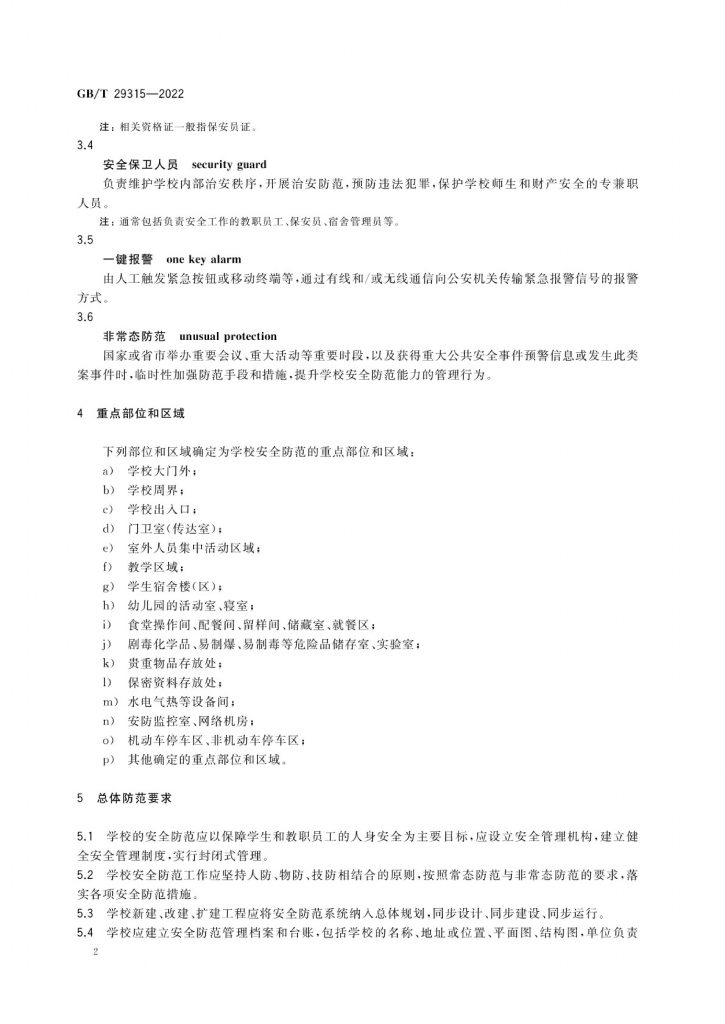 GB/T 29315—2022
注：相关资格证一般指保安员证。
3.4
安全保卫人员 security guard
负责维护学校内部治安秩序，开展治安防范，预防违法犯罪，保护学校师生和财产安全的专兼职
人员。
注：通常包括负责安全工作的教职员工、保安员、宿舍管理员等。
3.5
一键报警 one key alarm
由人工触发紧急按钮或移动终端等，通过有线和/或无线通信向公安机关传输紧急报警信号的报警
方式。
3.6
非常态防范 unusual protection
国家或省市举办重要会议、重大活动等重要时段，以及获得重大公共安全事件预警信息或发生此类
案事件时，临时性加强防范手段和措施，提升学校安全防范能力的管理行为。
4 重点部位和区域
下列部位和区域确定为学校安全防范的重点部位和区域：
a） 学校大门外；
b） 学校周界；
c） 学校出入口；
d） 门卫室（传达室）；
e） 室外人员集中活动区域；
f） 教学区域；
g） 学生宿舍楼（区）；
h） 幼儿园的活动室、寝室；
i） 食堂操作间、配餐间、留样间、储藏室、就餐区；
j） 剧毒化学品、易制爆、易制毒等危险品储存室、实验室；
k） 贵重物品存放处；
l） 保密资料存放处；
m）水电气热等设备间；
n） 安防监控室、网络机房；
o） 机动车停车区、非机动车停车区；
p） 其他确定的重点部位和区域。
5 总体防范要求
5.1 学校的安全防范应以保障学生和教职员工的人身安全为主要目标，应设立安全管理机构，建立健
全安全管理制度，实行封闭式管理。
5.2 学校安全防范工作应坚持人防、物防、技防相结合的原则，按照常态防范与非常态防范的要求，落
实各项安全防范措施。
5.3 学校新建、改建、扩建工程应将安全防范系统纳入总体规划，同步设计、同步建设、同步运行。
5.4 学校应建立安全防范管理档案和台账，包括学校的名称、地址或位置、平面图、结构图，单位负责
2